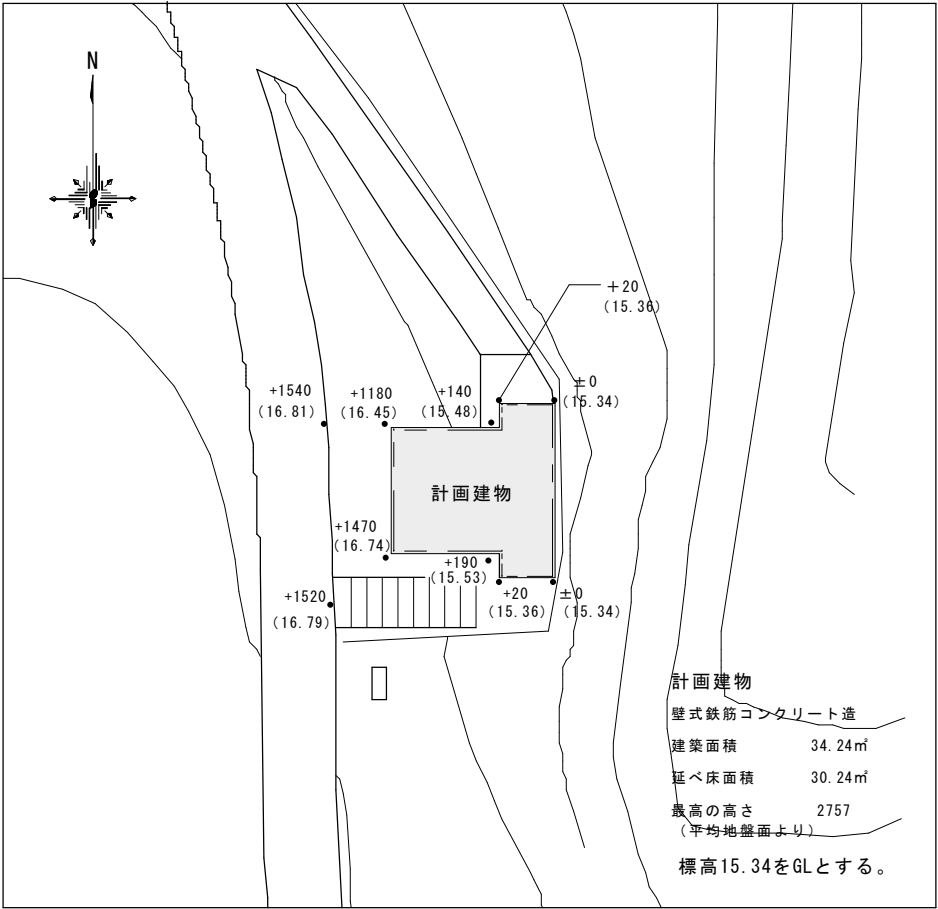 N
+20
(15.36)
+1540
(16.81)
+1180
(16.45)
+140
(15.48)
±0
(15.34)
計画建物
+1470
(16.74)
+190
(15.53)
+1520
(16.79)
+20
(15.36)
±0
(15.34)
計画建物
壁式鉄筋コンクリート造
建築面積 34.24㎡
延べ床面積 30.24㎡
最高の高さ 2757
(平均地盤面より)
標高15.34をGLとする。